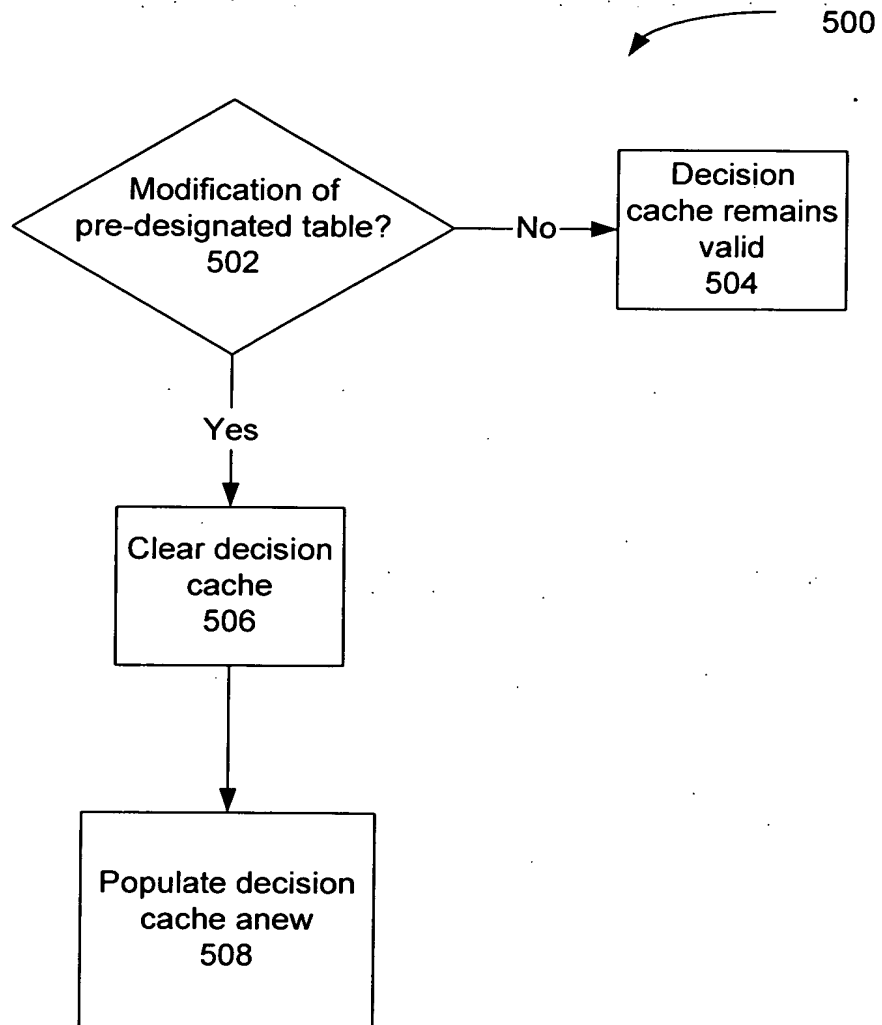 500
Modification of
pre-designated table?
502
No
Decision
cache remains
valid
504
Yes
Clear decision
cache
506
Populate decision
cache anew
508